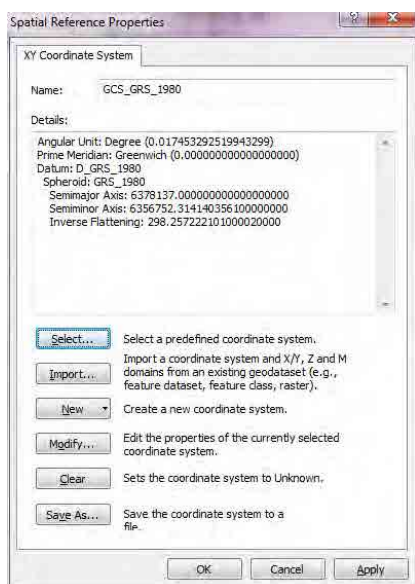 Spatial Reference Properties
XY Coordinate System
Name: GCS_GRS_1980
Details:
Angular Unit: Degree (0.017453292519943299)
Prime Meridian: Greenwich (0.000000000000000000)
Datum: D_GRS_1980
Spheroid: GRS_1980
Semimajor Axis: 6378137.000000000000000000
Semiminor Axis: 6356752.314140356100000000
Inverse Flattening: 298.257222101000020000
Select... Select a predefined coordinate system.
Import a coordinate system and X/Y, Z and M
Import... domains from an existing geodataset (e.g.,
feature dataset, feature class, raster).
New Create a new coordinate system.
Modify... Edit the properties of the currently selected
coordinate system.
Clear Sets the coordinate system to Unknown.
Save As... Save the coordinate system to a
file.
OK Cancel Apply